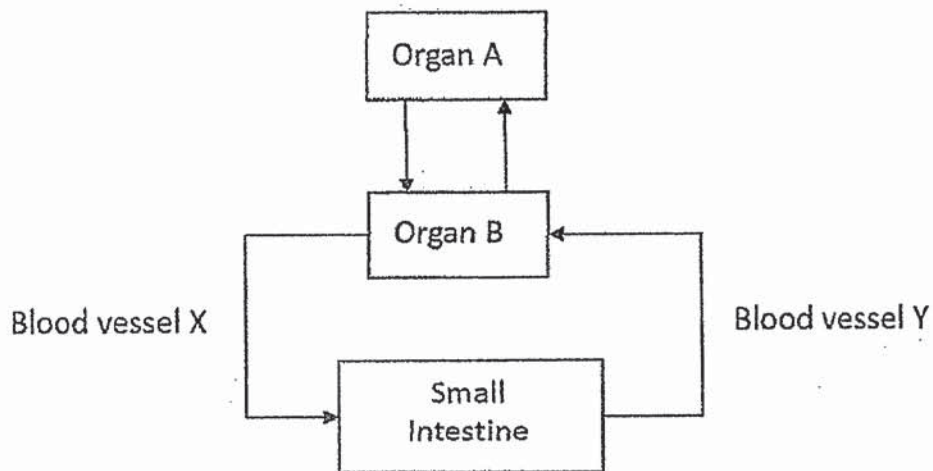 Organ A
Organ B
Blood vessel X
Blood vessel Y
Small
Intestine